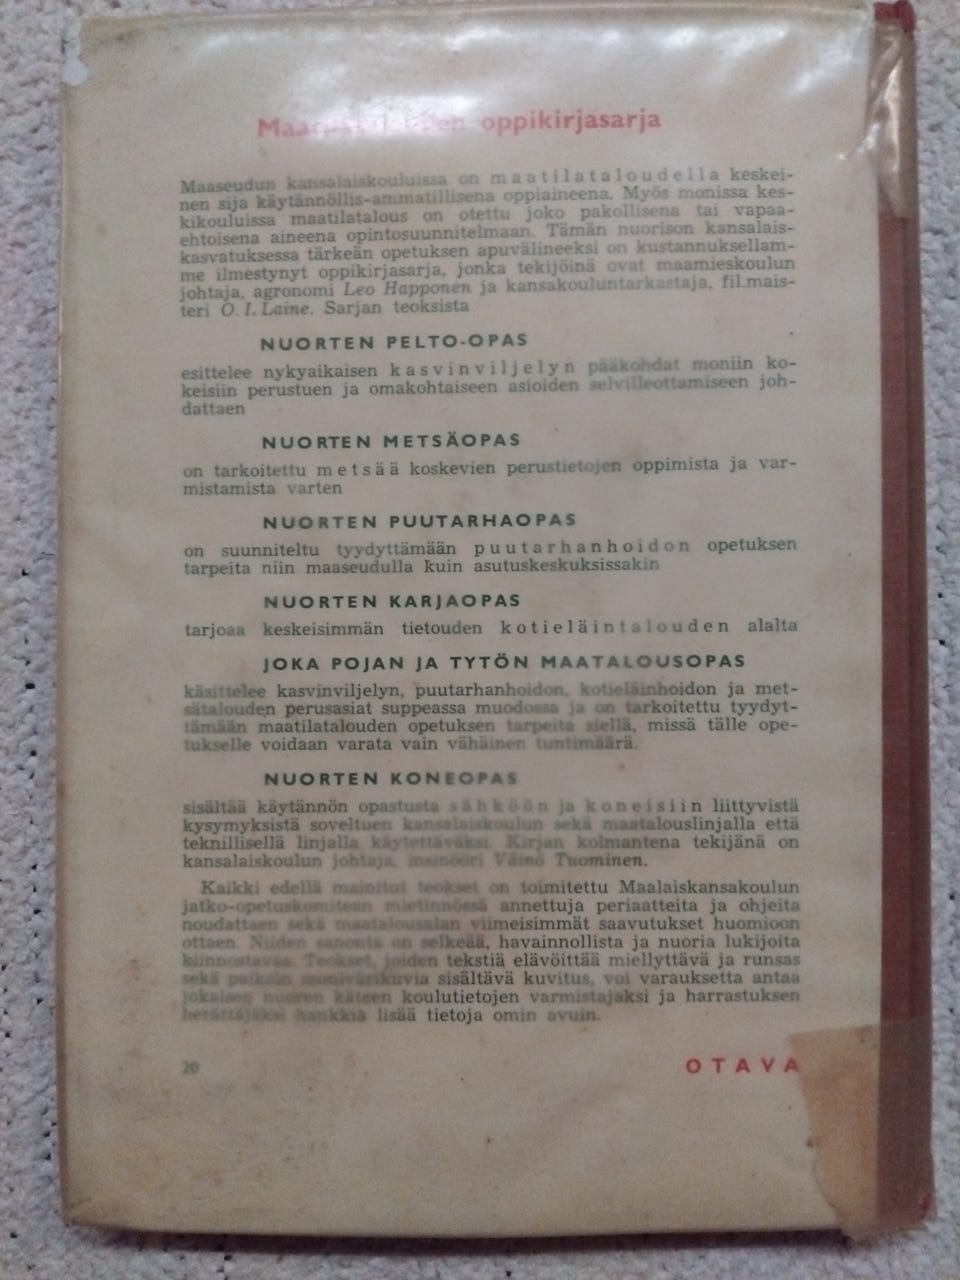 oppikirjasarja
Maaseudun kansalaiskouluissa on maatilataloudella keskei-
nen sija käytännöllis-ammatillisena oppiaineena. Myös monissa kes-
kikouluissa maatilatalous on otettu joko pakollisena tai vapaa-
ehtoisena aineena opintosuunnitelmaan. Tämän nuorison kansalais-
kasvatuksessa tärkeän opetuksen apuvälineeksi on kustannuksellam-
me ilmestynyt oppikirjasarja, jonka tekijöinä ovat maamieskoulun
johtaja, agronomi Leo Happonen ja kansakouluntarkastaja, fil.mais-
teri O. I. Laine. Sarjan teoksista
NUORTEN PELTO-OPAS
esittelee nykyaikaisen kasvinviljelyn pääkohdat moniin ko-
keisiin perustuen ja omakohtaiseen asioiden selvilleottamiseen joh-
dattaen
NUORTEN METSÄOPAS
on tarkoitettu metsää koskevien perustietojen oppimista ja var-
mistamista varten
NUORTEN PUUTARHAOPAS
on suunniteltu tyydyttämään puutarhanhoidon opetuksen
tarpeita niin maaseudulla kuin asutuskeskuksissakin
NUORTEN KARJAOPAS
tarjoaa keskeisimmän tietouden kotieläintalouden alalta
JOKA POJAN JA TYTÖN MAATALOUSOPAS
käsittelee kasvinviljelyn, puutarhanhoidon, kotieläinhoidon ja met-
sätalouden perusasiat suppeassa muodossa ja on tarkoitettu tyydyt-
tämään maatilatalouden opetuksen tarpeita siellä, missä tälle ope-
tukselle voidaan varata vain vähäinen tuntimäärä.
NUORTEN KONEOPAS
sisältää käytännön opastusta sähköön ja koneisiin liittyvistä
kysymyksistä soveltuen kansalaiskoulun sekä maatalouslinjalla että
teknillisellä linjalla käytettäväksi. Kirjan kolmantena tekijänä on
kansalaiskoulun johtaja, insinööri Väinö Tuominen.
Kaikki edellä mainitut teokset on toimitettu Maalaiskansakoulun
jatko-opetuskomitean mietinnössä annettuja periaatteita ja ohjeita
noudattaen sekä maatalousalan viimeisimmät saavutukset huomioon
ottaen. Niiden sanonta on selkeää, havainnollista ja nuoria lukijoita
kiinnostavaa. Teokset, joiden tekstiä elävöittää miellyttävä ja runsas
sekä paikoin monivärikuvia sisältävä kuvitus, voi varauksetta antaa
jokaisen nuoren käteen koulutietojen varmistajaksi ja harrastuksen
herättäjäksi hankkia lisää tietoja omin avuin.
20
OTAVA